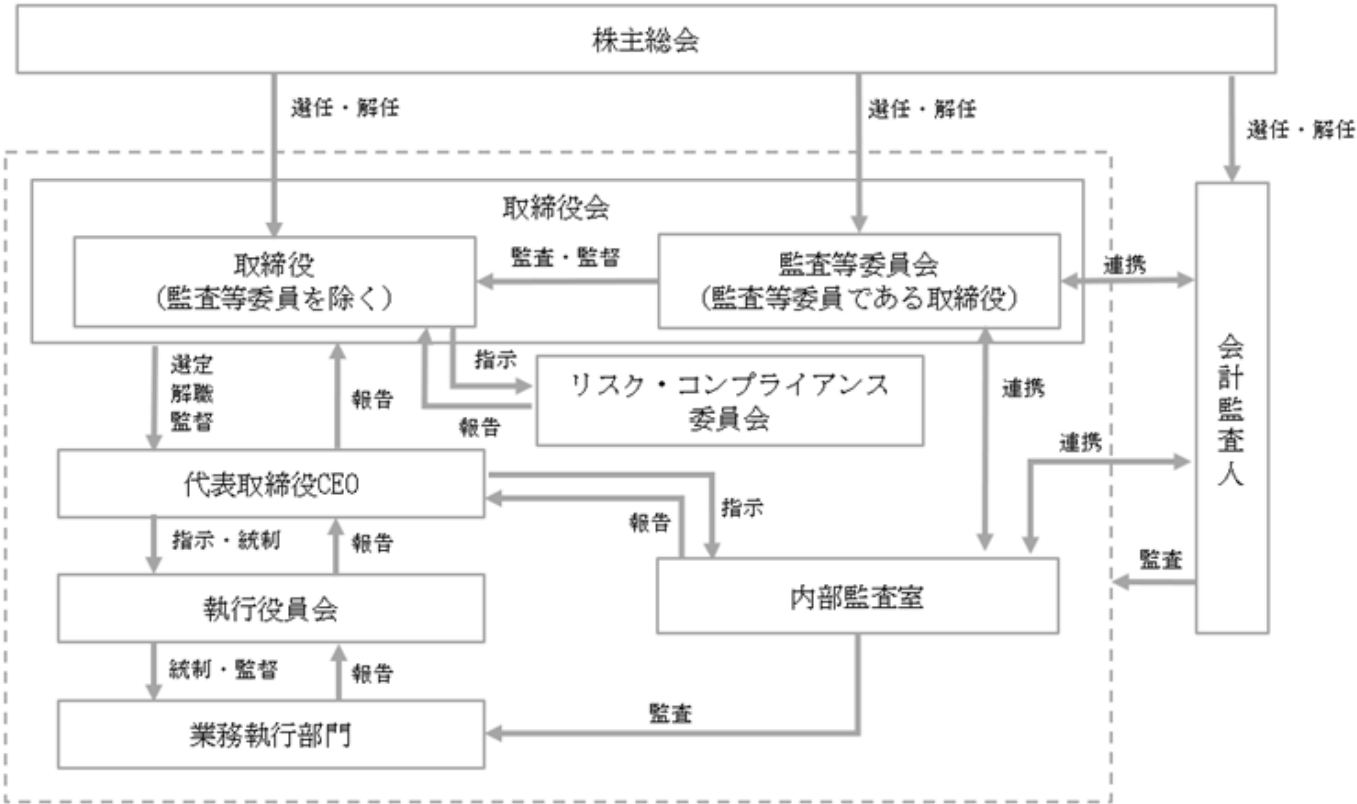 株主総会
選任・解任
選任・解任
選任・解任
取締役会
取締役
（監査等委員を除く）
監査・監督
監査等委員会
（監査等委員である取締役）
連携
選定
解職
監督
報告
指示
報告
リスク・コンプライアンス
委員会
連携
連携
会計監査人
代表取締役CEO
指示
報告
指示・統制
報告
監査
執行役員会
内部監査室
統制・監督
報告
監査
業務執行部門